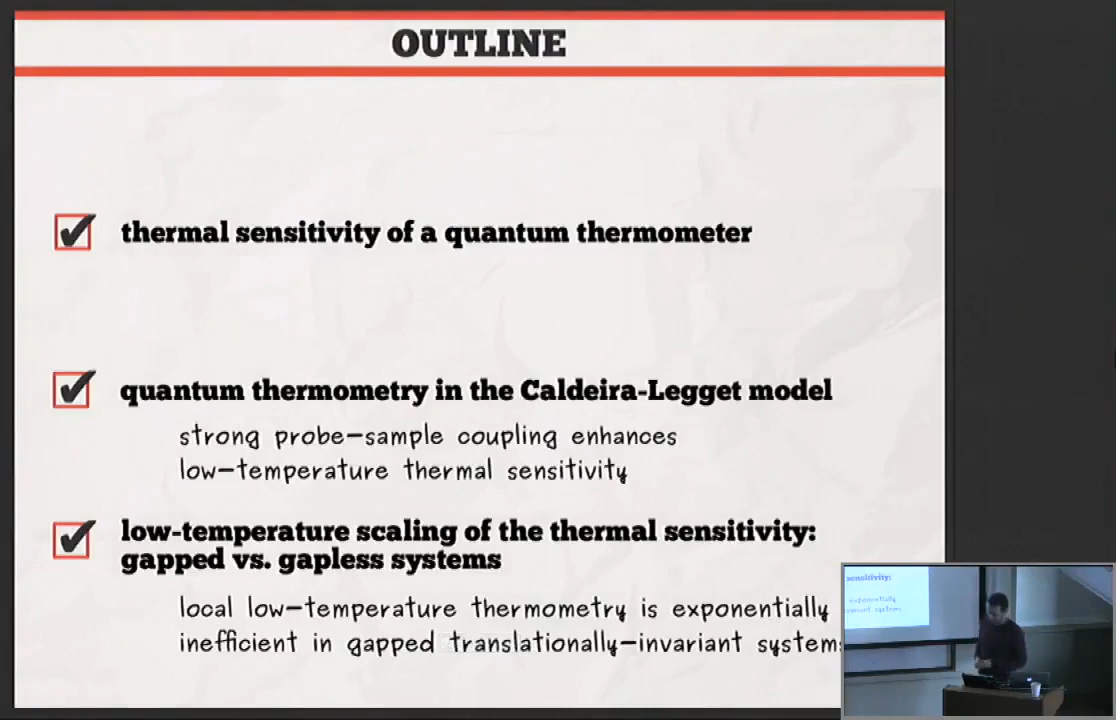 OUTLINE
thermal sensitivity of a quantum thermometer
quantum thermometry in the Caldeira-Legget model
strong probe-sample coupling enhances
low-temperature thermal sensitivity
low-temperature scaling of the thermal sensitivity:
gapped vs. gapless systems
local low-temperature thermometry is exponentially
inefficient in gapped translationally-invariant systems
sensitivity:
exponentially